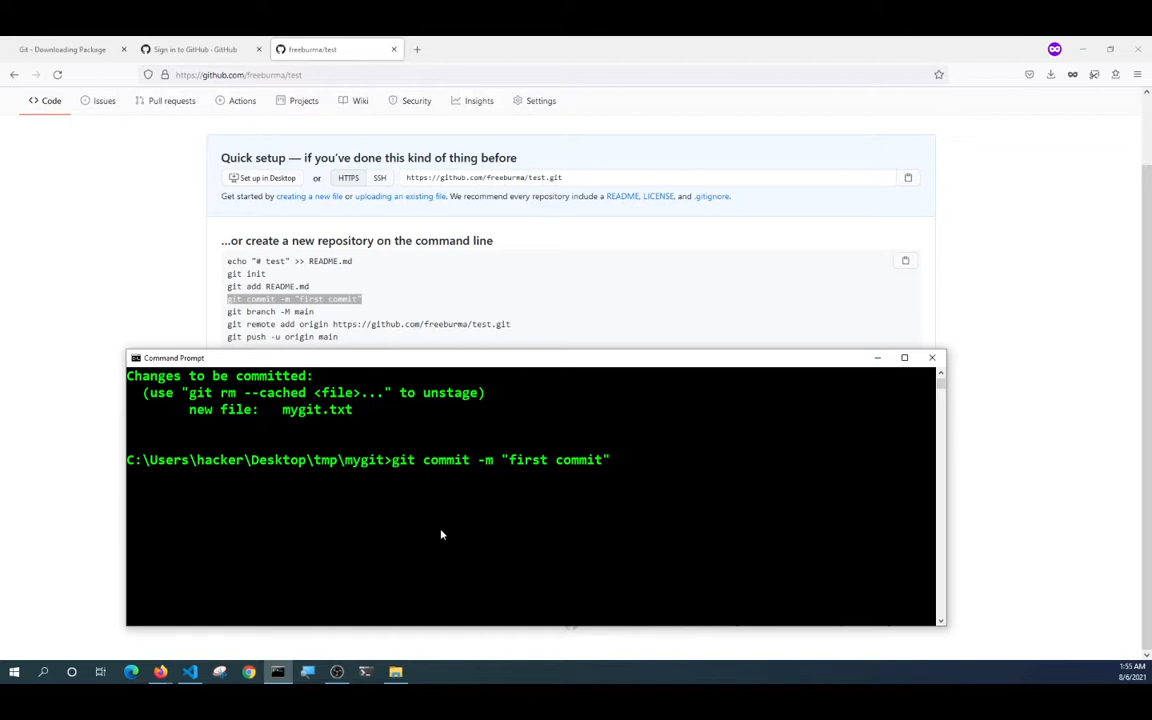 Git - Downloading Package
Sign in to GitHub · GitHub
freeburma/test
https://github.com/freeburma/test
Code
Issues
Pull requests
Actions
Projects
Wiki
Security
Insights
Settings
Quick setup — if you've done this kind of thing before
Set up in Desktop or HTTPS SSH https://github.com/freeburma/test.git
Get started by creating a new file or uploading an existing file. We recommend every repository include a README, LICENSE, and .gitignore.
...or create a new repository on the command line
echo "# test" >> README.md
git init
git add README.md
git commit -m "first commit"
git branch -M main
git remote add origin https://github.com/freeburma/test.git
git push -u origin main
Command Prompt
Changes to be committed:
(use "git rm --cached <file>..." to unstage)
new file: mygit.txt
C:\Users\hacker\Desktop\tmp\mygit>git commit -m "first commit"
1:55 AM
8/6/2021